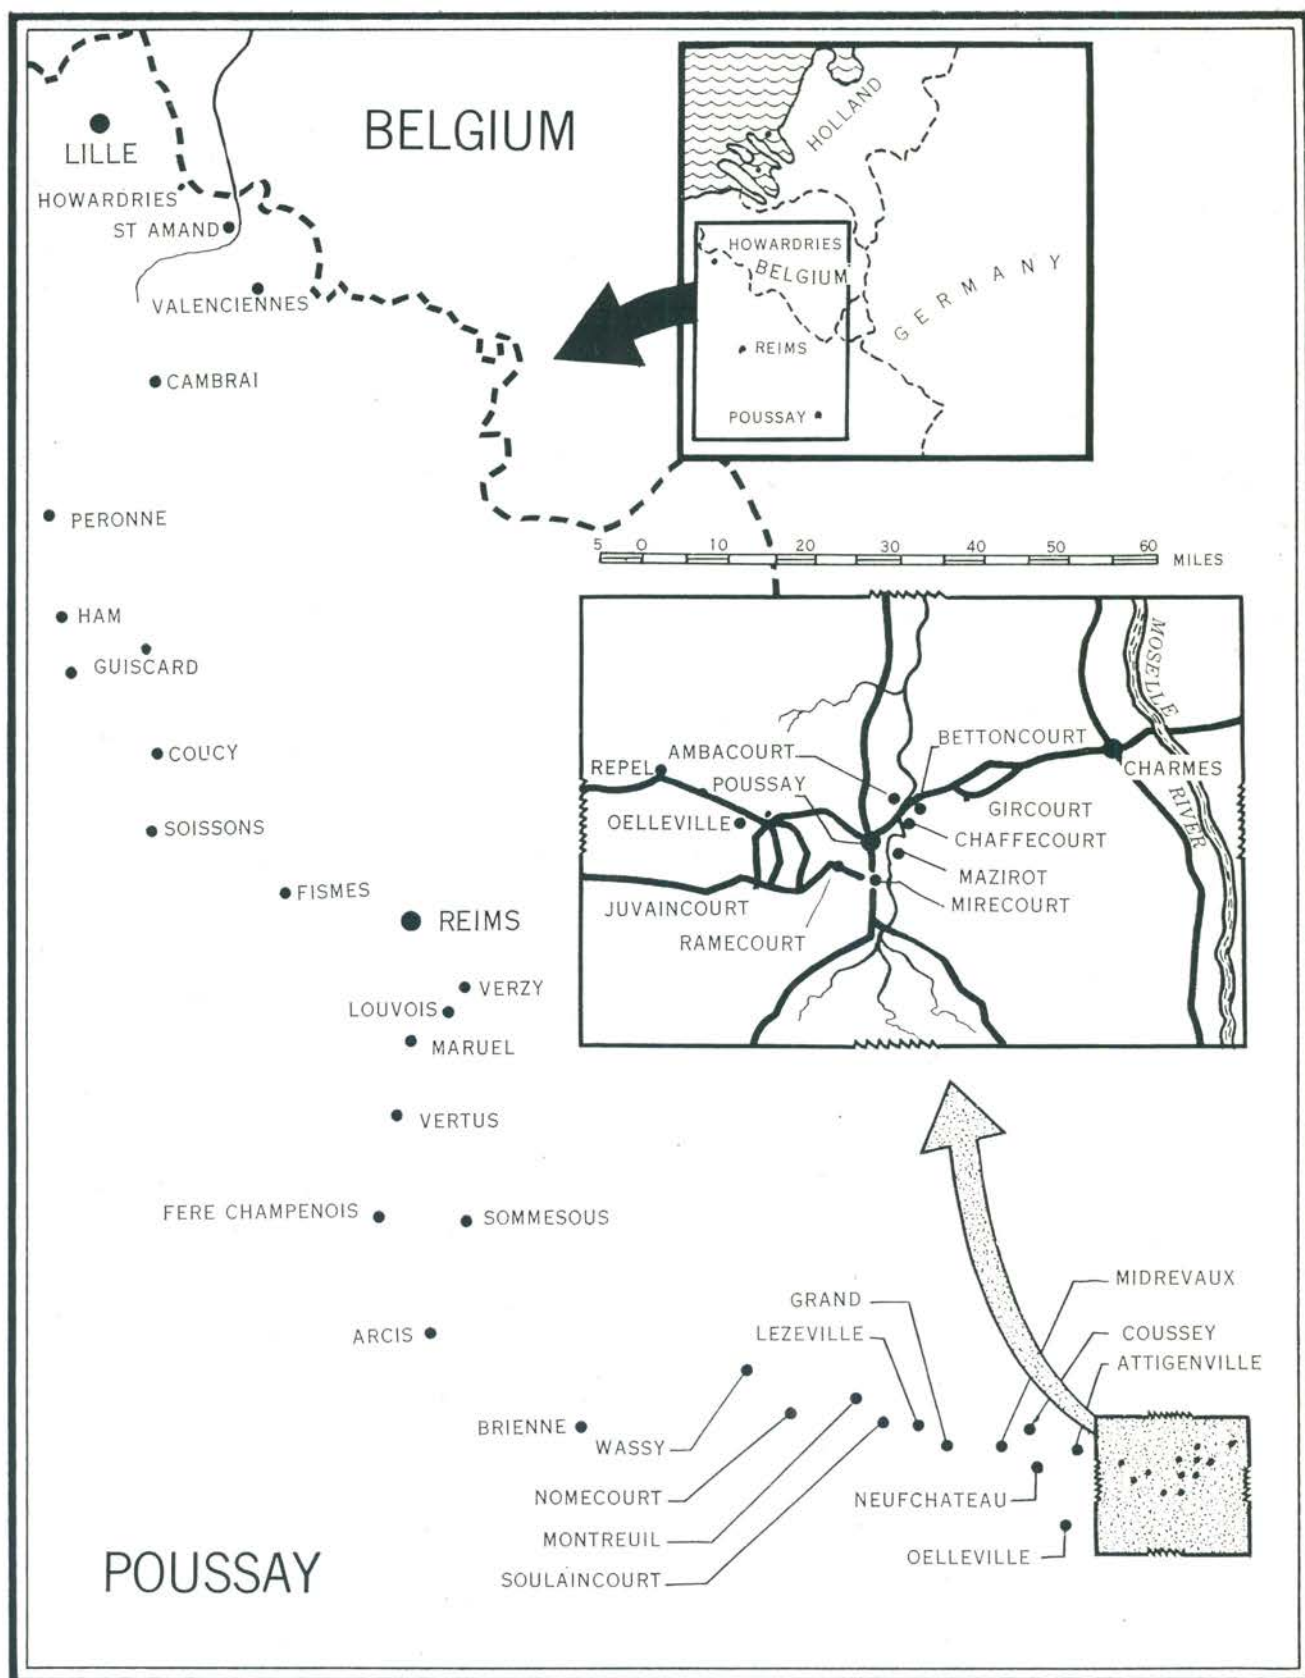 BELGIUM
LILLE
HOWARDRIES
ST AMAND
VALENCIENNES
CAMBRAI
PERONNE
HAM
GUISCARD
COUCY
SOISSONS
FISMES
REIMS
VERZY
LOUVOIS
MARUEL
VERTUS
FERE CHAMPENOIS
SOMMESOUS
ARCIS
BRIENNE
WASSY
NOMECOURT
MONTREUIL
SOULAINCOURT
GRAND
LEZEVILLE
MIDREVAUX
COUSSEY
ATTIGENVILLE
NEUFCHATEAU
OELLEVILLE
POUSSAY
HOLLAND
HOWARDRIES
BELGIUM
GERMANY
REIMS
POUSSAY
5 0 10 20 30 40 50 60 MILES
MOSELLE RIVER
BETTONCOURT
AMBACOURT
REPEL
POUSSAY
CHARMES
GIRCOURT
OELLEVILLE
CHAFFECOURT
MAZIROT
JUVAINCOURT
MIRECOURT
RAMECOURT